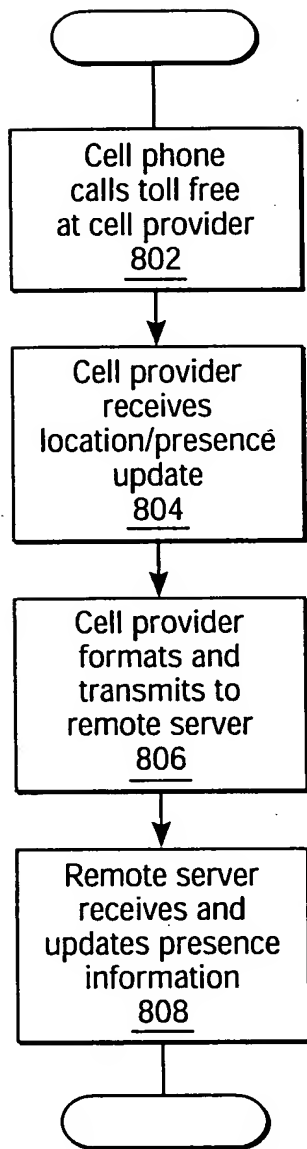 Cell phone
calls toll free
at cell provider
802
Cell provider
receives
location/presence
update
804
Cell provider
formats and
transmits to
remote server
806
Remote server
receives and
updates presence
information
808